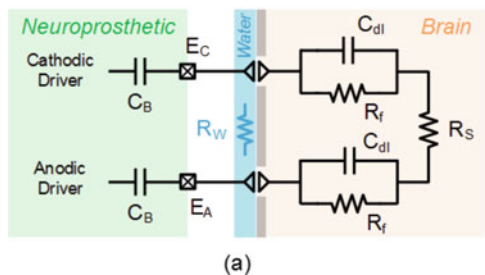 Neuroprosthetic
Water
Brain
Cathodic
Driver
C_B
E_C
C_dl
R_f
R_W
R_S
Anodic
Driver
C_B
E_A
C_dl
R_f
(a)